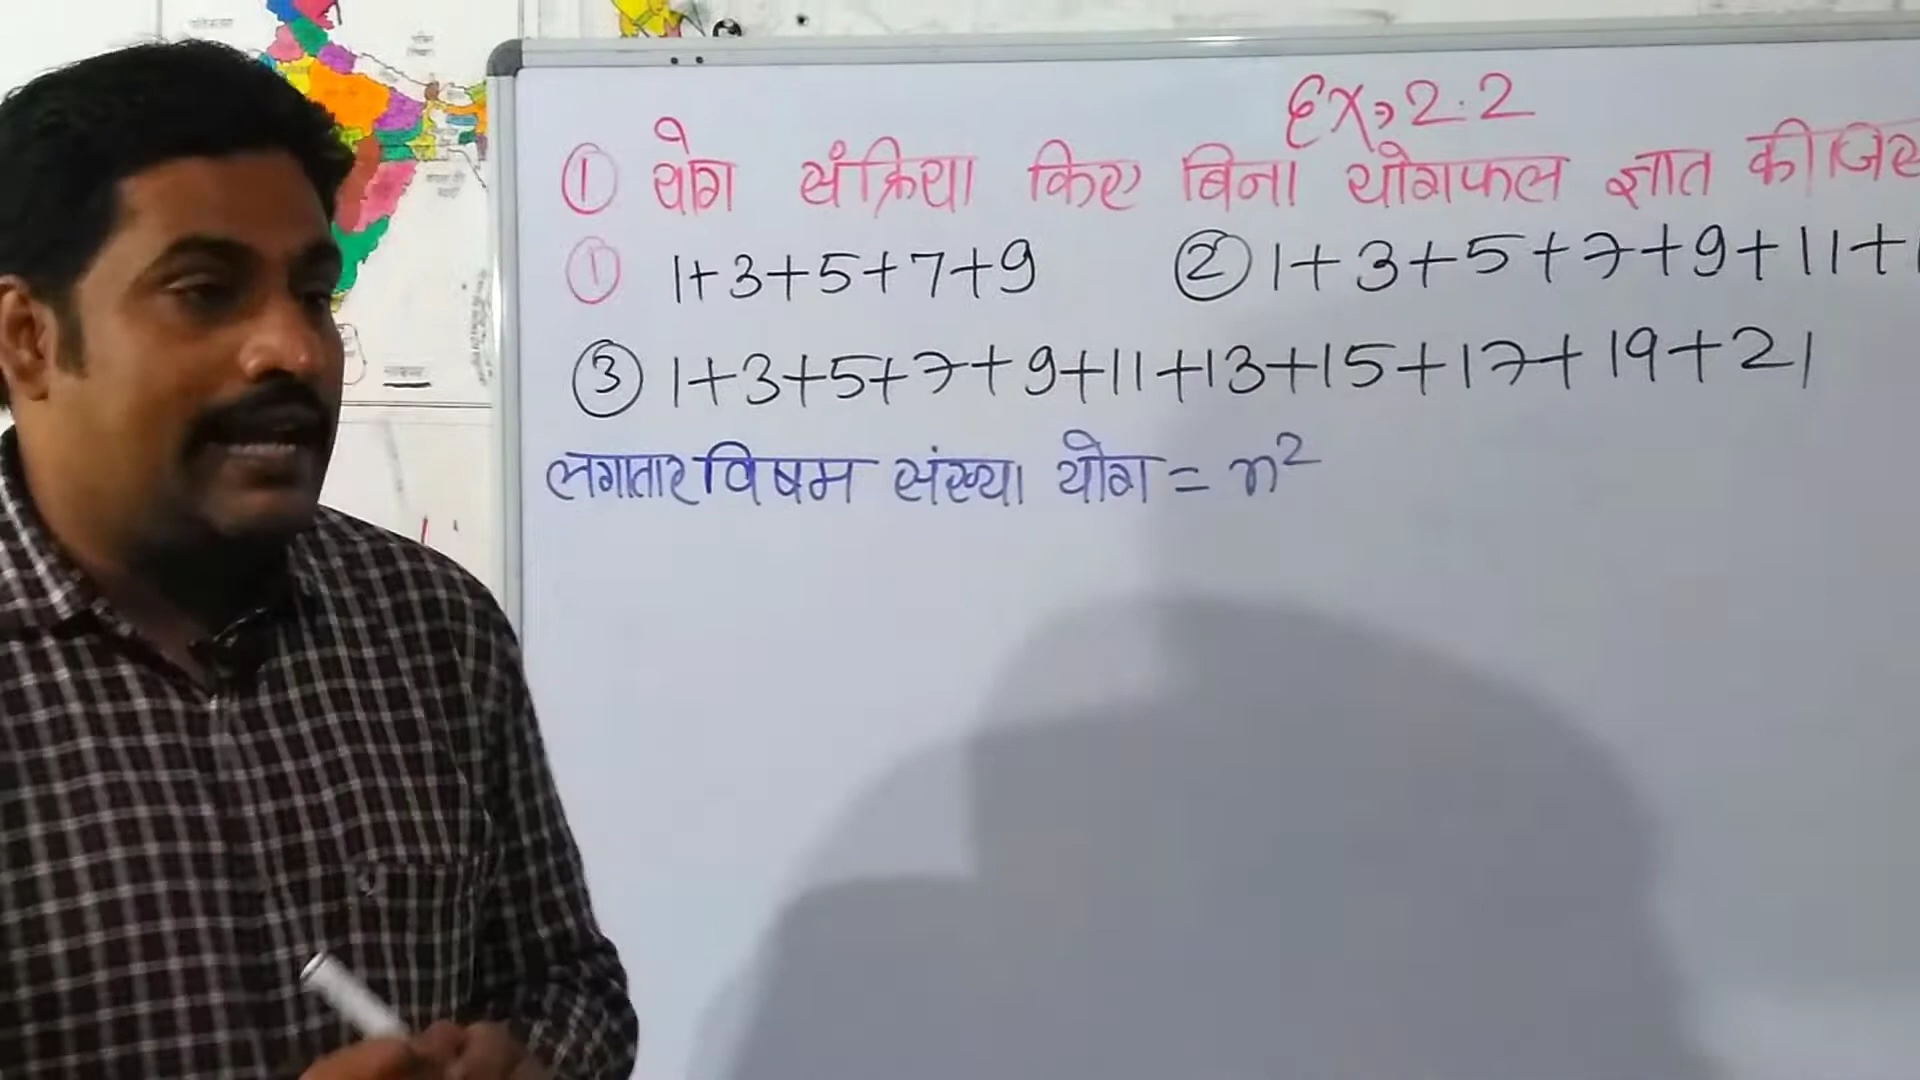 Ex, 2.2
① योग संक्रिया किए बिना योगफल ज्ञात कीजिए
① 1+3+5+7+9 ② 1+3+5+7+9+11+
③ 1+3+5+7+9+11+13+15+17+19+21
लगातार विषम संख्या योग = n²